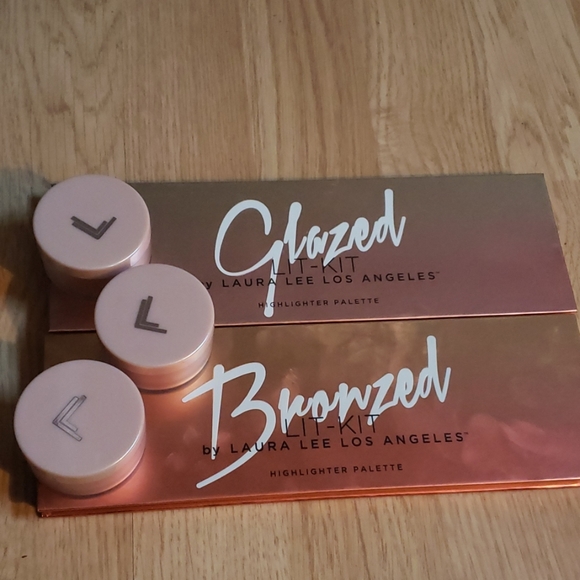 Glazed
LIT-KIT
by LAURA LEE LOS ANGELES™
HIGHLIGHTER PALETTE
Bronzed
LIT-KIT
by LAURA LEE LOS ANGELES™
HIGHLIGHTER PALETTE